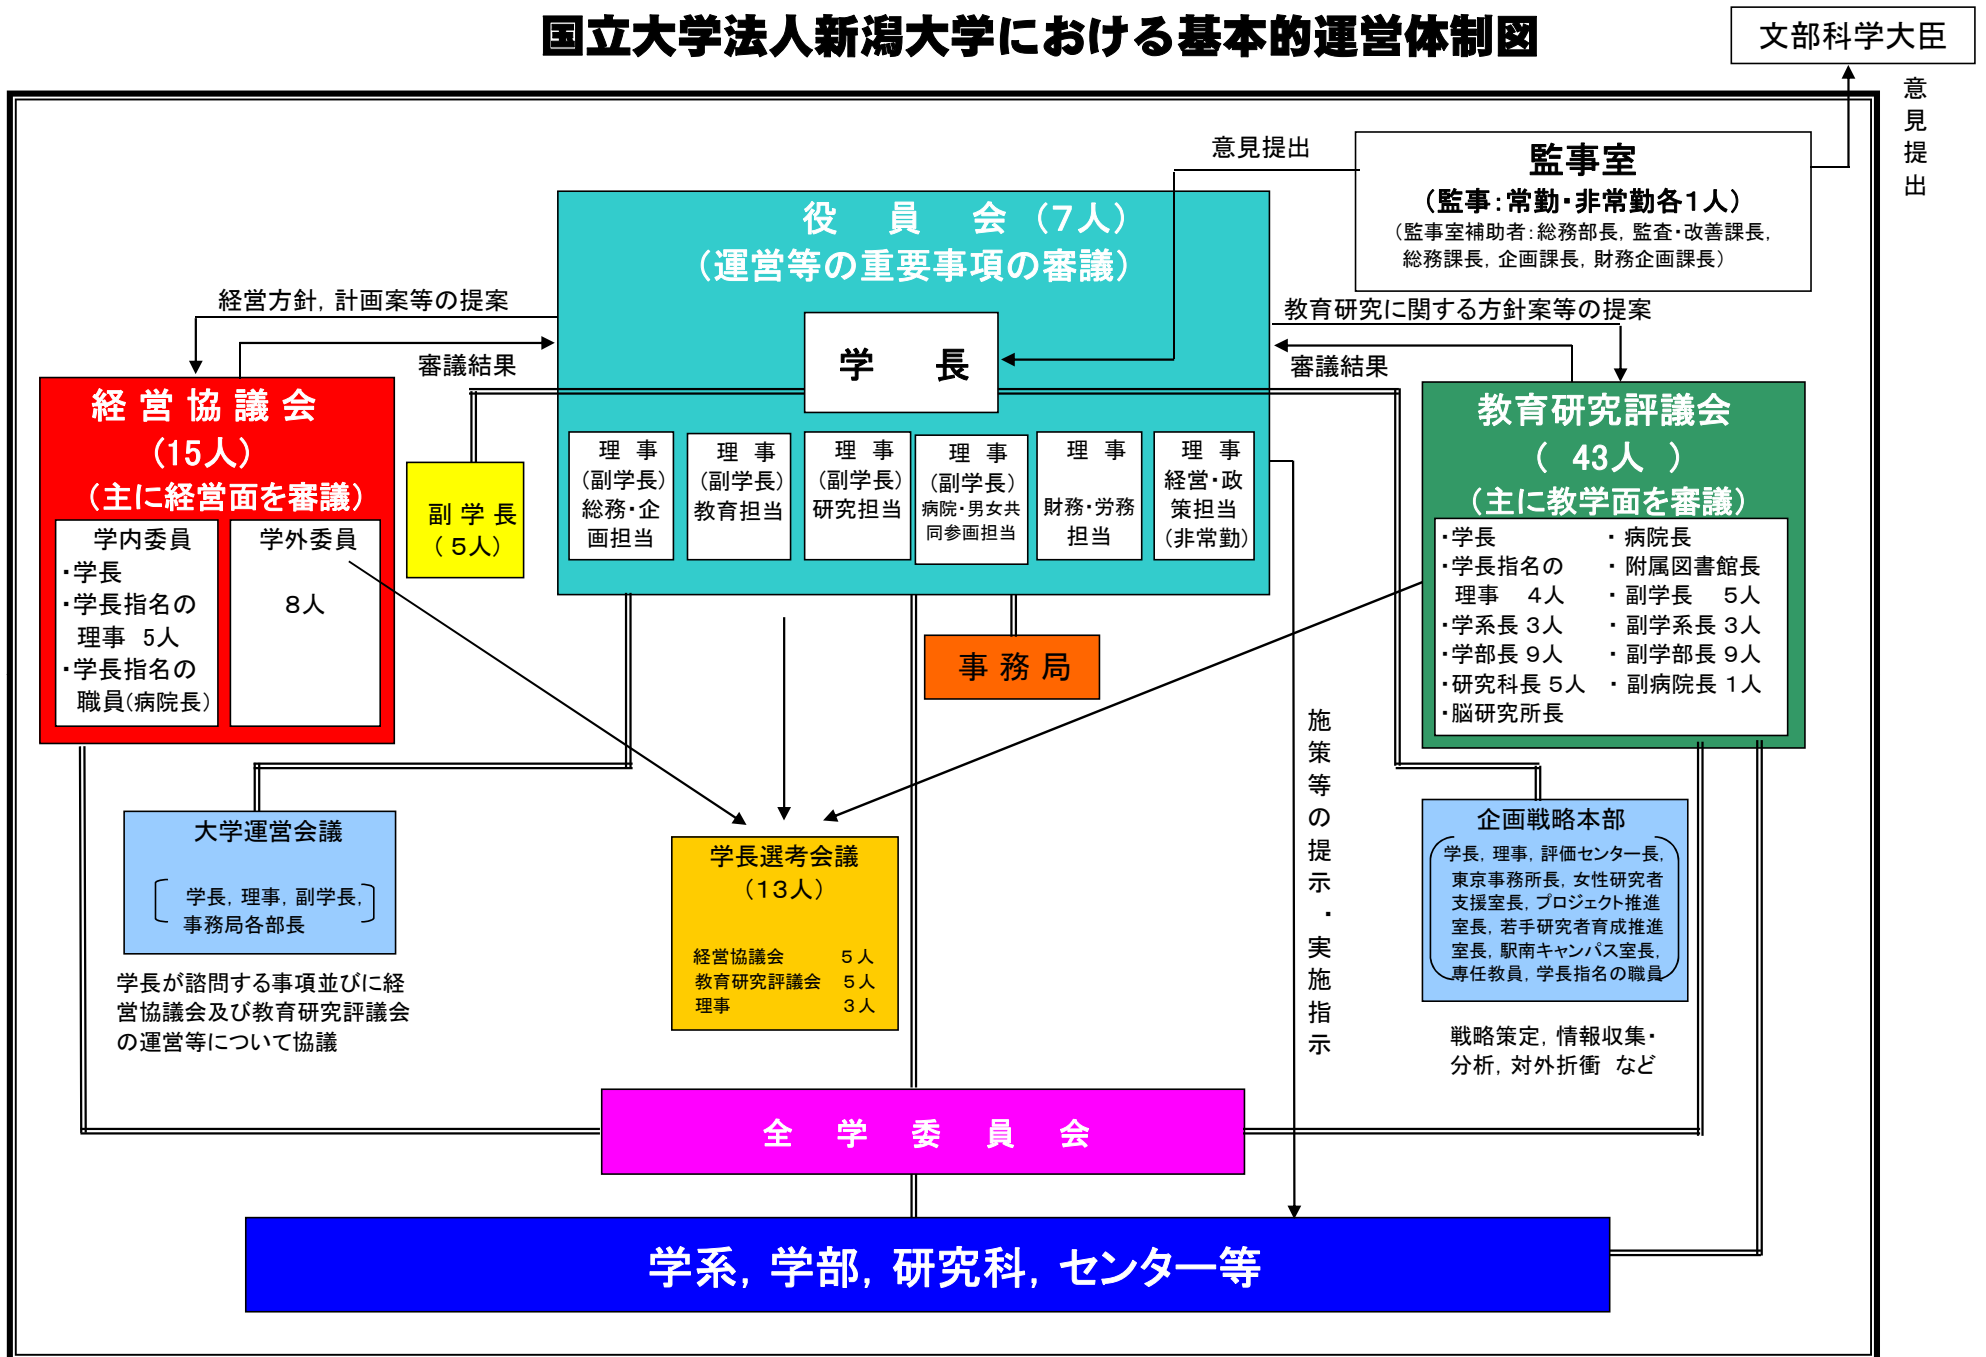 国立大学法人新潟大学における基本的運営体制図
文部科学大臣
意見提出
意見提出
監事室
（監事：常勤・非常勤各１人）
（監事室補助者：総務部長，監査・改善課長，
総務課長，企画課長，財務企画課長）
役　員　会（７人）
（運営等の重要事項の審議）
学　長
経営方針，計画案等の提案
審議結果
教育研究に関する方針案等の提案
審議結果
経営協議会
（15人）
（主に経営面を審議）
学内委員
・学長
・学長指名の
理事　5人
・学長指名の
職員（病院長）
学外委員
８人
副学長
（５人）
理　事
（副学長）
総務・企
画担当
理　事
（副学長）
教育担当
理　事
（副学長）
研究担当
理　事
（副学長）
病院・男女共
同参画担当
理　事
財務・労務
担当
理　事
経営・政
策担当
（非常勤）
教育研究評議会
（　43人　）
（主に教学面を審議）
・学長
・学長指名の
理事　４人
・学系長３人
・学部長９人
・研究科長５人
・脳研究所長
・病院長
・附属図書館長
・副学長　５人
・副学系長３人
・副学部長９人
・副病院長１人
事務局
施策等の提示・実施指示
大学運営会議
学長，理事，副学長，
事務局各部長
学長が諮問する事項並びに経
営協議会及び教育研究評議会
の運営等について協議
学長選考会議
（１３人）
経営協議会　５人
教育研究評議会　５人
理事　３人
企画戦略本部
学長，理事，評価センター長，
東京事務所長，女性研究者
支援室長，プロジェクト推進
室長，若手研究者育成推進
室長，駅南キャンパス室長，
専任教員，学長指名の職員
戦略策定，情報収集・
分析，対外折衝　など
全　学　委　員　会
学系，学部，研究科，センター等